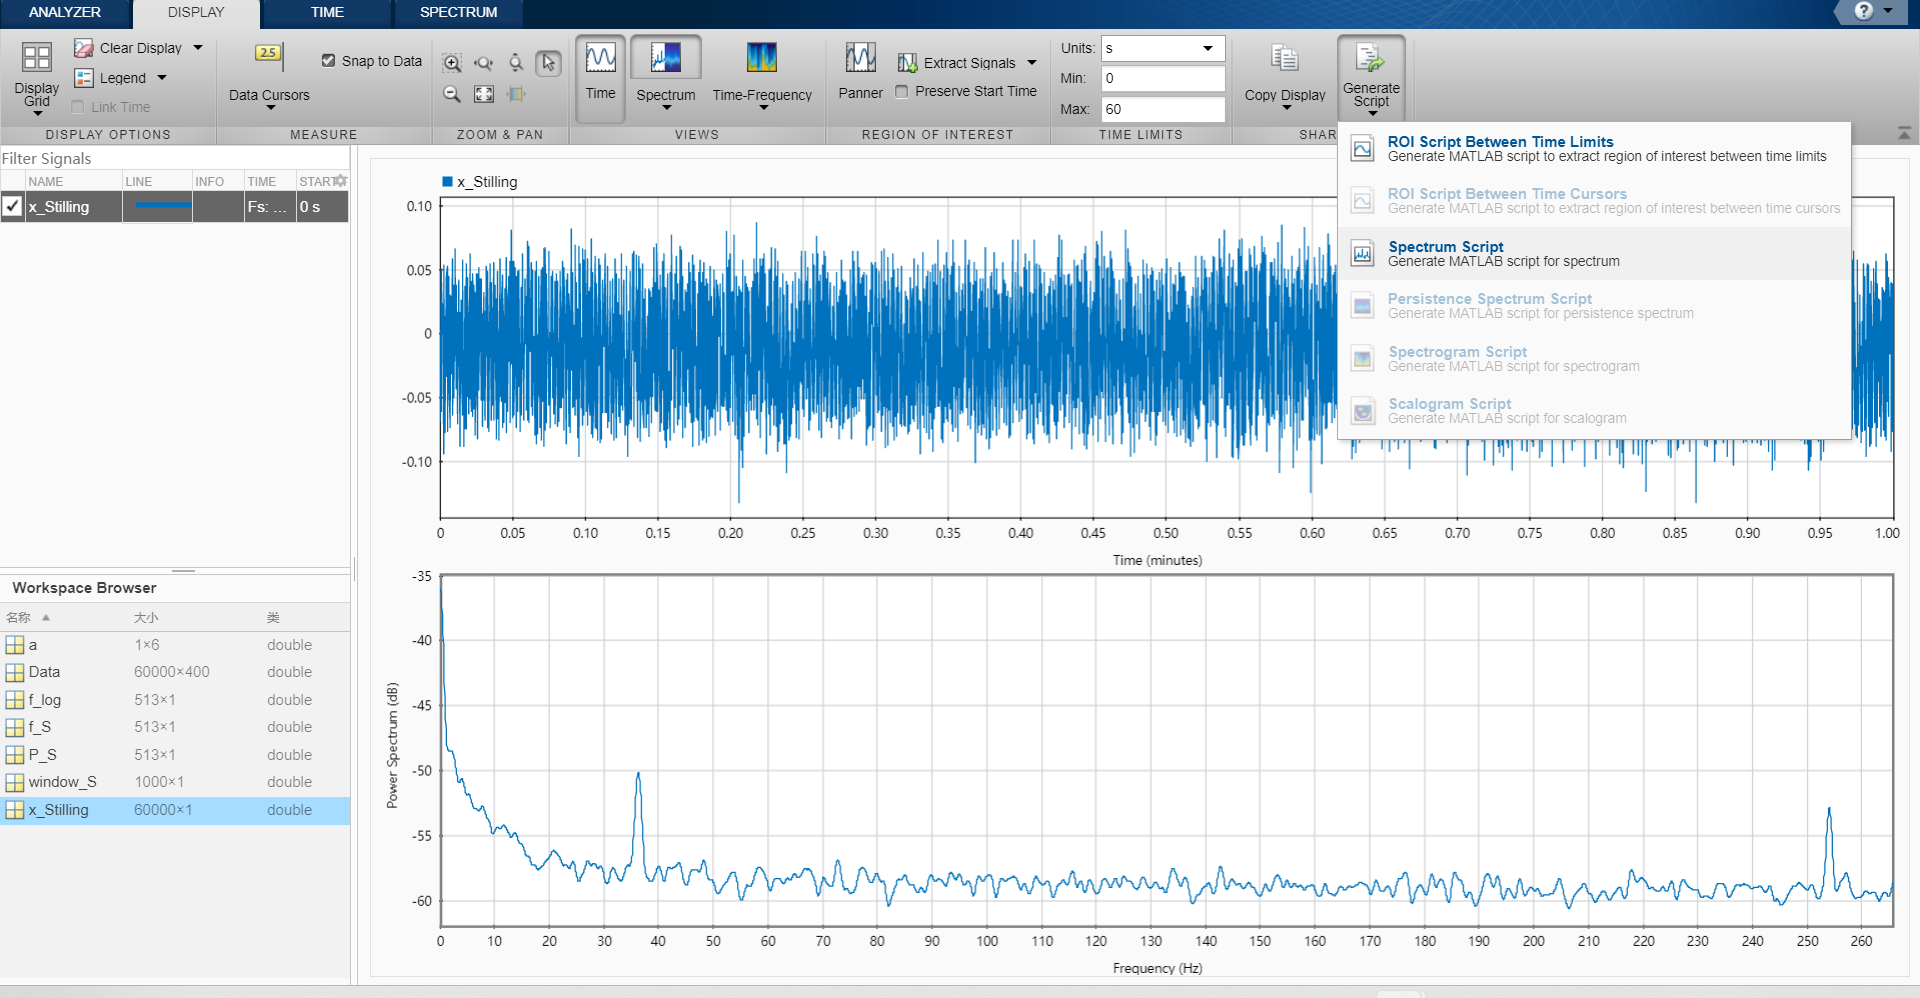 ANALYZER
DISPLAY
TIME
SPECTRUM
?
Display Grid
Clear Display
Legend
Link Time
DISPLAY OPTIONS
2.5
Data Cursors
Snap to Data
MEASURE
ZOOM & PAN
Time
Spectrum
Time-Frequency
VIEWS
Panner
Extract Signals
Preserve Start Time
REGION OF INTEREST
Units: s
Min: 0
Max: 60
TIME LIMITS
Copy Display
Generate Script
SHAR
ROI Script Between Time Limits
Generate MATLAB script to extract region of interest between time limits
ROI Script Between Time Cursors
Generate MATLAB script to extract region of interest between time cursors
Spectrum Script
Generate MATLAB script for spectrum
Persistence Spectrum Script
Generate MATLAB script for persistence spectrum
Spectrogram Script
Generate MATLAB script for spectrogram
Scalogram Script
Generate MATLAB script for scalogram
Filter Signals
NAME LINE INFO TIME START
x_Stilling Fs: ... 0 s
Workspace Browser
名称 大小 类
a 1×6 double
Data 60000×400 double
f_log 513×1 double
f_S 513×1 double
P_S 513×1 double
window_S 1000×1 double
x_Stilling 60000×1 double
x_Stilling
0.10
0.05
0
-0.05
-0.10
0 0.05 0.10 0.15 0.20 0.25 0.30 0.35 0.40 0.45 0.50 0.55 0.60 0.65 0.70 0.75 0.80 0.85 0.90 0.95 1.00
Time (minutes)
-35
-40
-45
-50
-55
-60
Power Spectrum (dB)
0 10 20 30 40 50 60 70 80 90 100 110 120 130 140 150 160 170 180 190 200 210 220 230 240 250 260
Frequency (Hz)